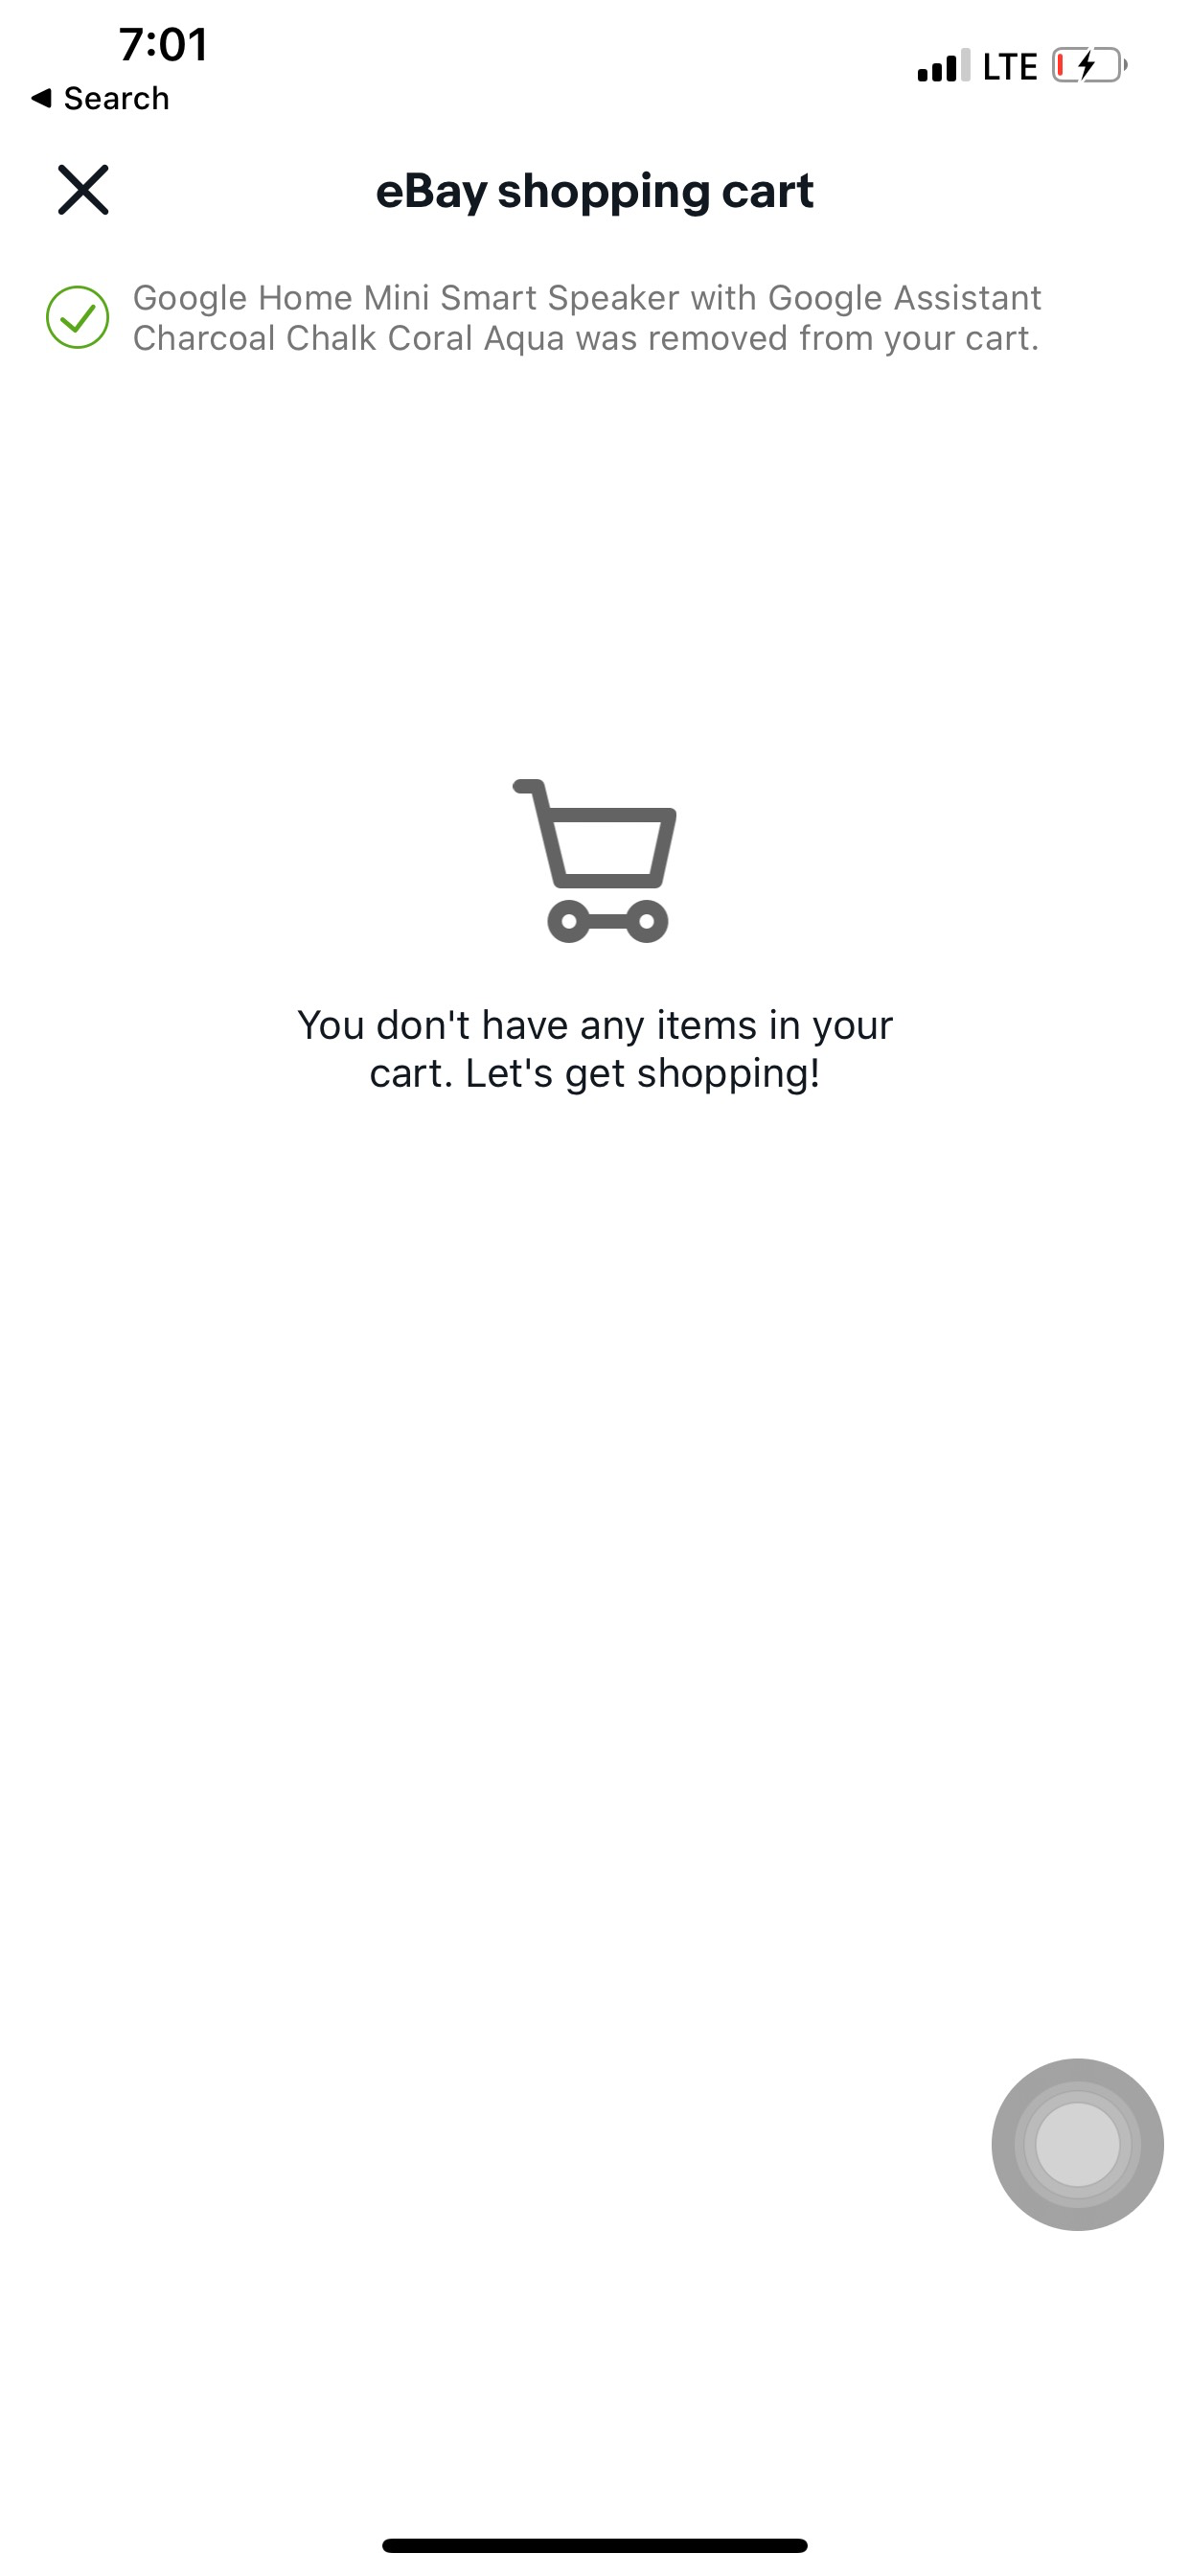 7:01
LTE
Search
eBay shopping cart
Google Home Mini Smart Speaker with Google Assistant
Charcoal Chalk Coral Aqua was removed from your cart.
You don't have any items in your
cart. Let's get shopping!